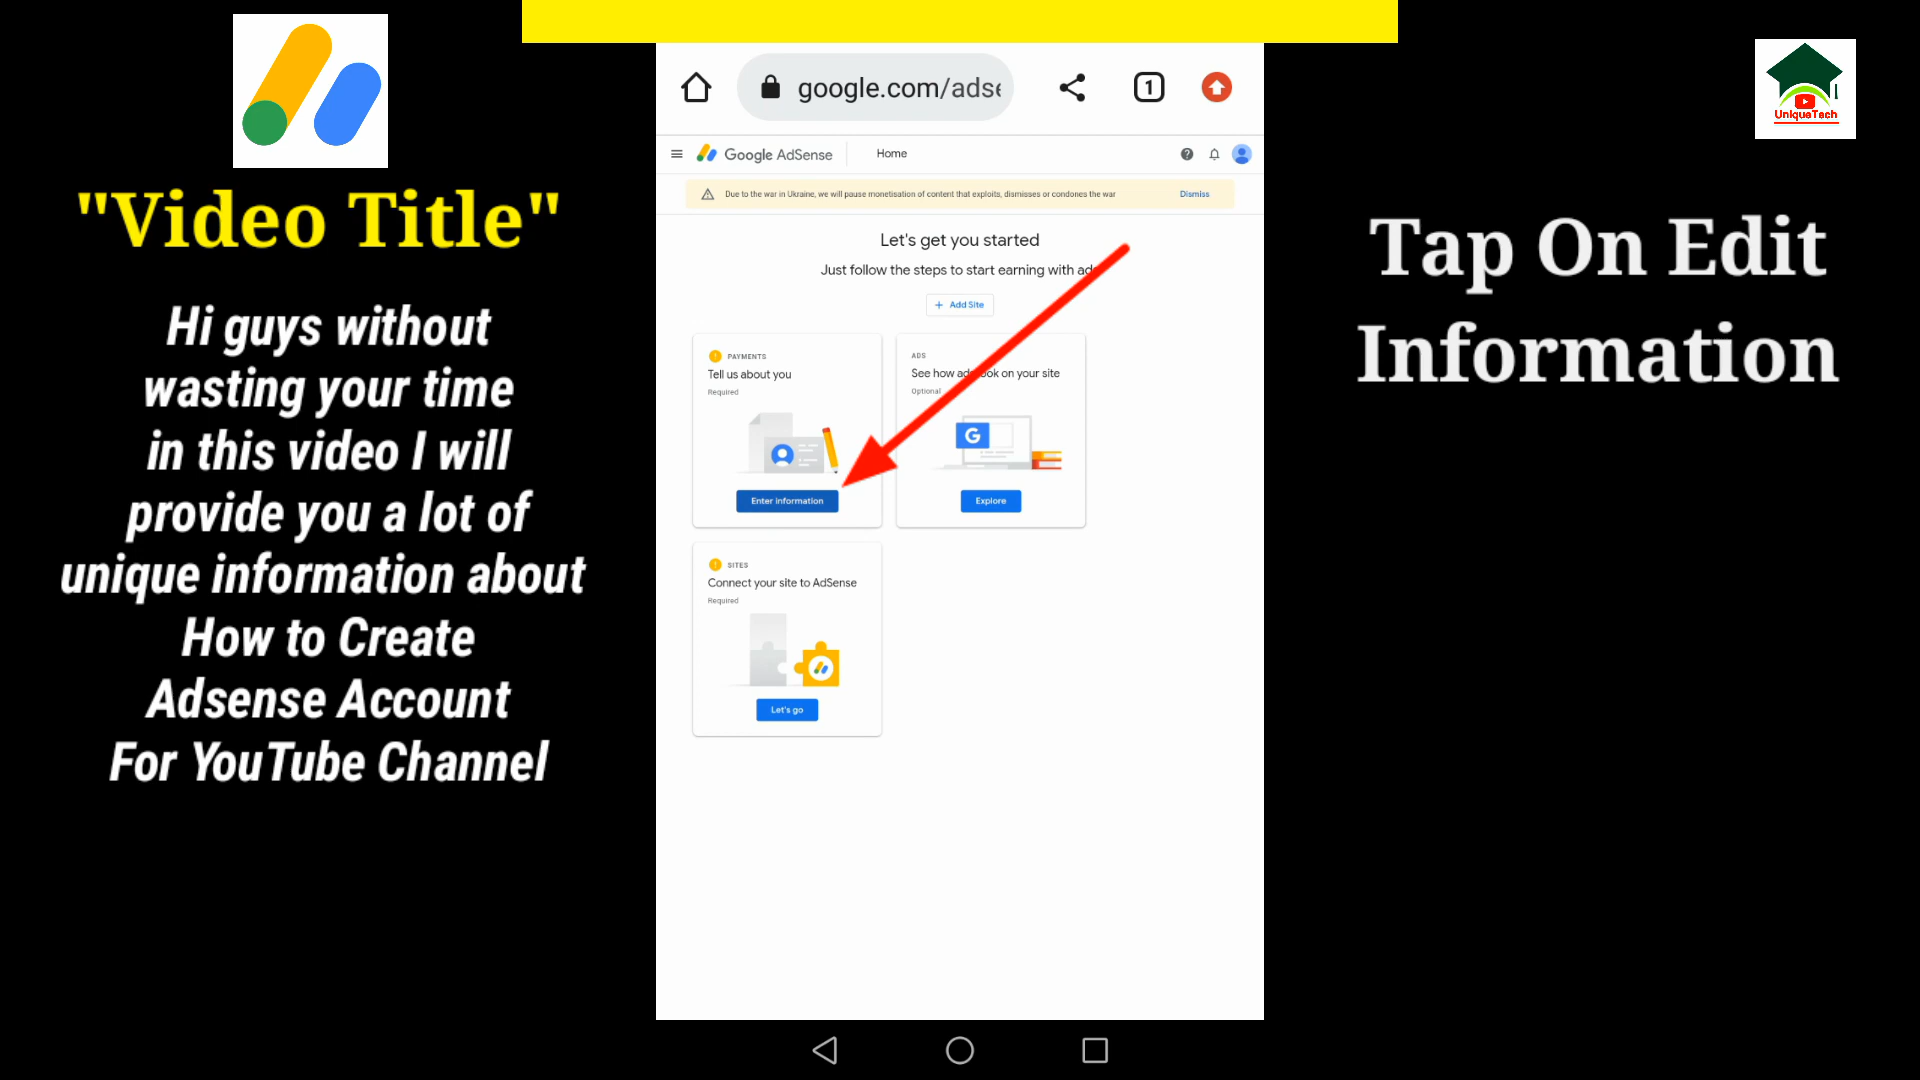 "Video Title"
Hi guys without
wasting your time
in this video I will
provide you a lot of
unique information about
How to Create
Adsense Account
For YouTube Channel
google.com/adse
1
Google AdSense
Home
Due to the war in Ukraine, we will pause monetisation of content that exploits, dismisses or condones the war
Dismiss
Let's get you started
Just follow the steps to start earning with ads
+ Add Site
PAYMENTS
Tell us about you
Required
Enter information
ADS
See how ads look on your site
Optional
G
Explore
SITES
Connect your site to AdSense
Required
Let's go
UniqueTech
Tap On Edit
Information